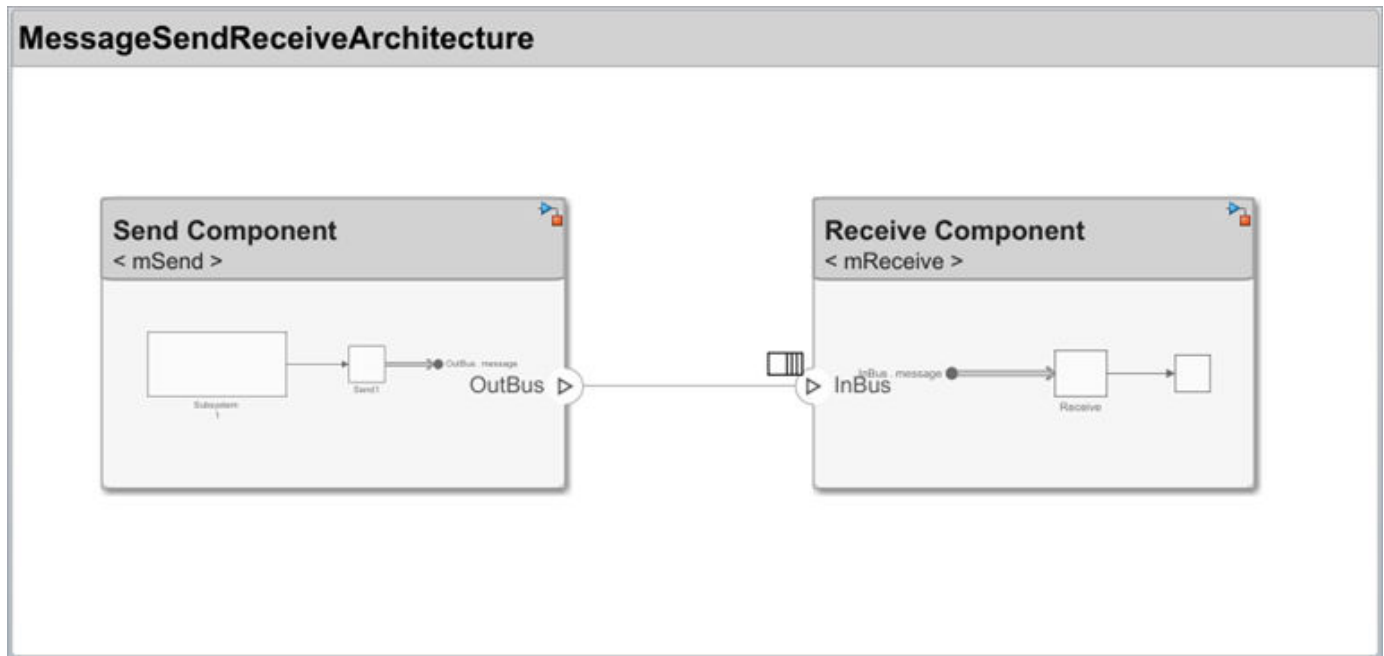 MessageSendReceiveArchitecture
Send Component
< mSend >
Receive Component
< mReceive >
OutBus . message
Send1
Subsystem
1
OutBus
InBus . message
InBus
Receive